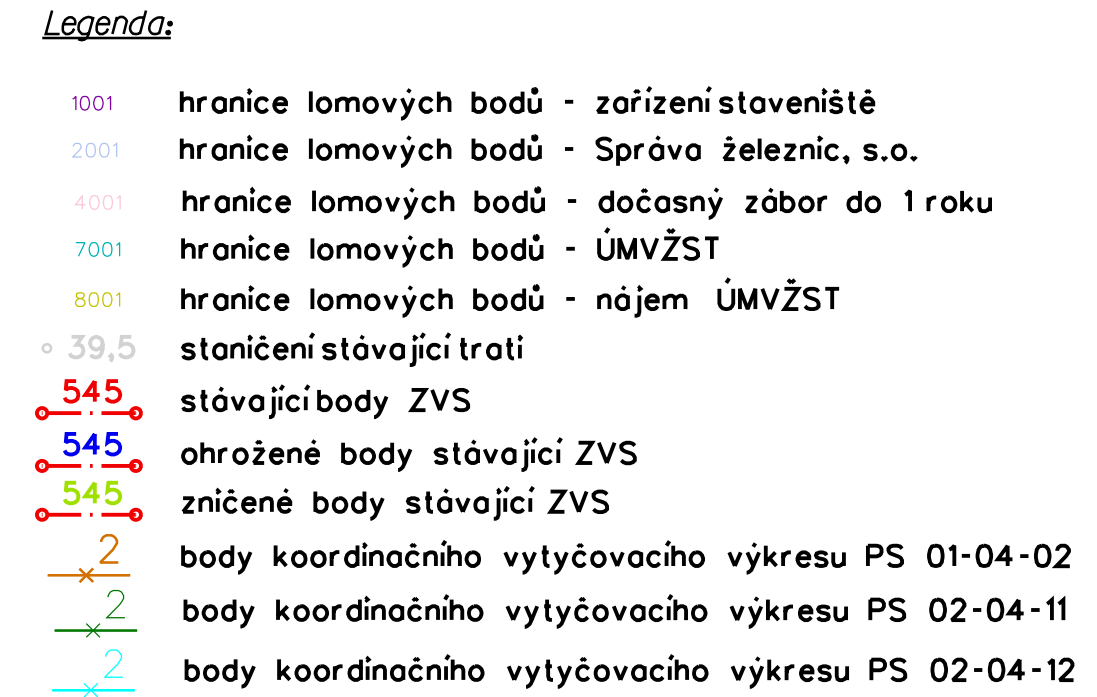 Legenda:
1001 hranice lomových bodů - zařízení staveniště
2001 hranice lomových bodů - Správa železnic, s.o.
4001 hranice lomových bodů - dočasný zábor do 1 roku
7001 hranice lomových bodů - ÚMVŽST
8001 hranice lomových bodů - nájem ÚMVŽST
39,5 staničení stávající trati
545 stávající body ZVS
545 ohrožené body stávající ZVS
545 zničené body stávající ZVS
2 body koordinačního vytyčovacího výkresu PS 01-04-02
2 body koordinačního vytyčovacího výkresu PS 02-04-11
2 body koordinačního vytyčovacího výkresu PS 02-04-12